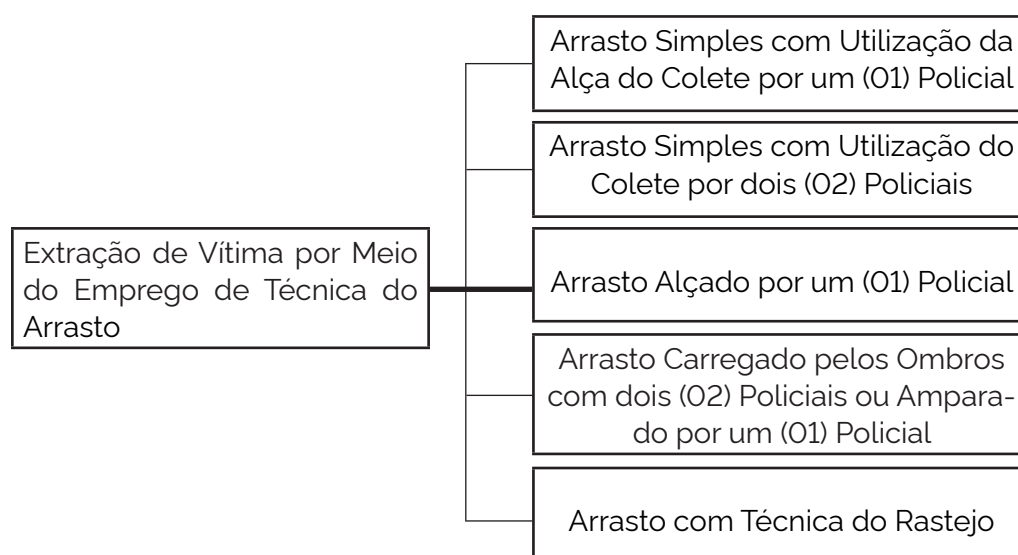 Arrasto Simples com Utilização da
Alça do Colete por um (01) Policial
Arrasto Simples com Utilização do
Colete por dois (02) Policiais
Extração de Vítima por Meio
do Emprego de Técnica do
Arrasto
Arrasto Alçado por um (01) Policial
Arrasto Carregado pelos Ombros
com dois (02) Policiais ou Ampara-
do por um (01) Policial
Arrasto com Técnica do Rastejo